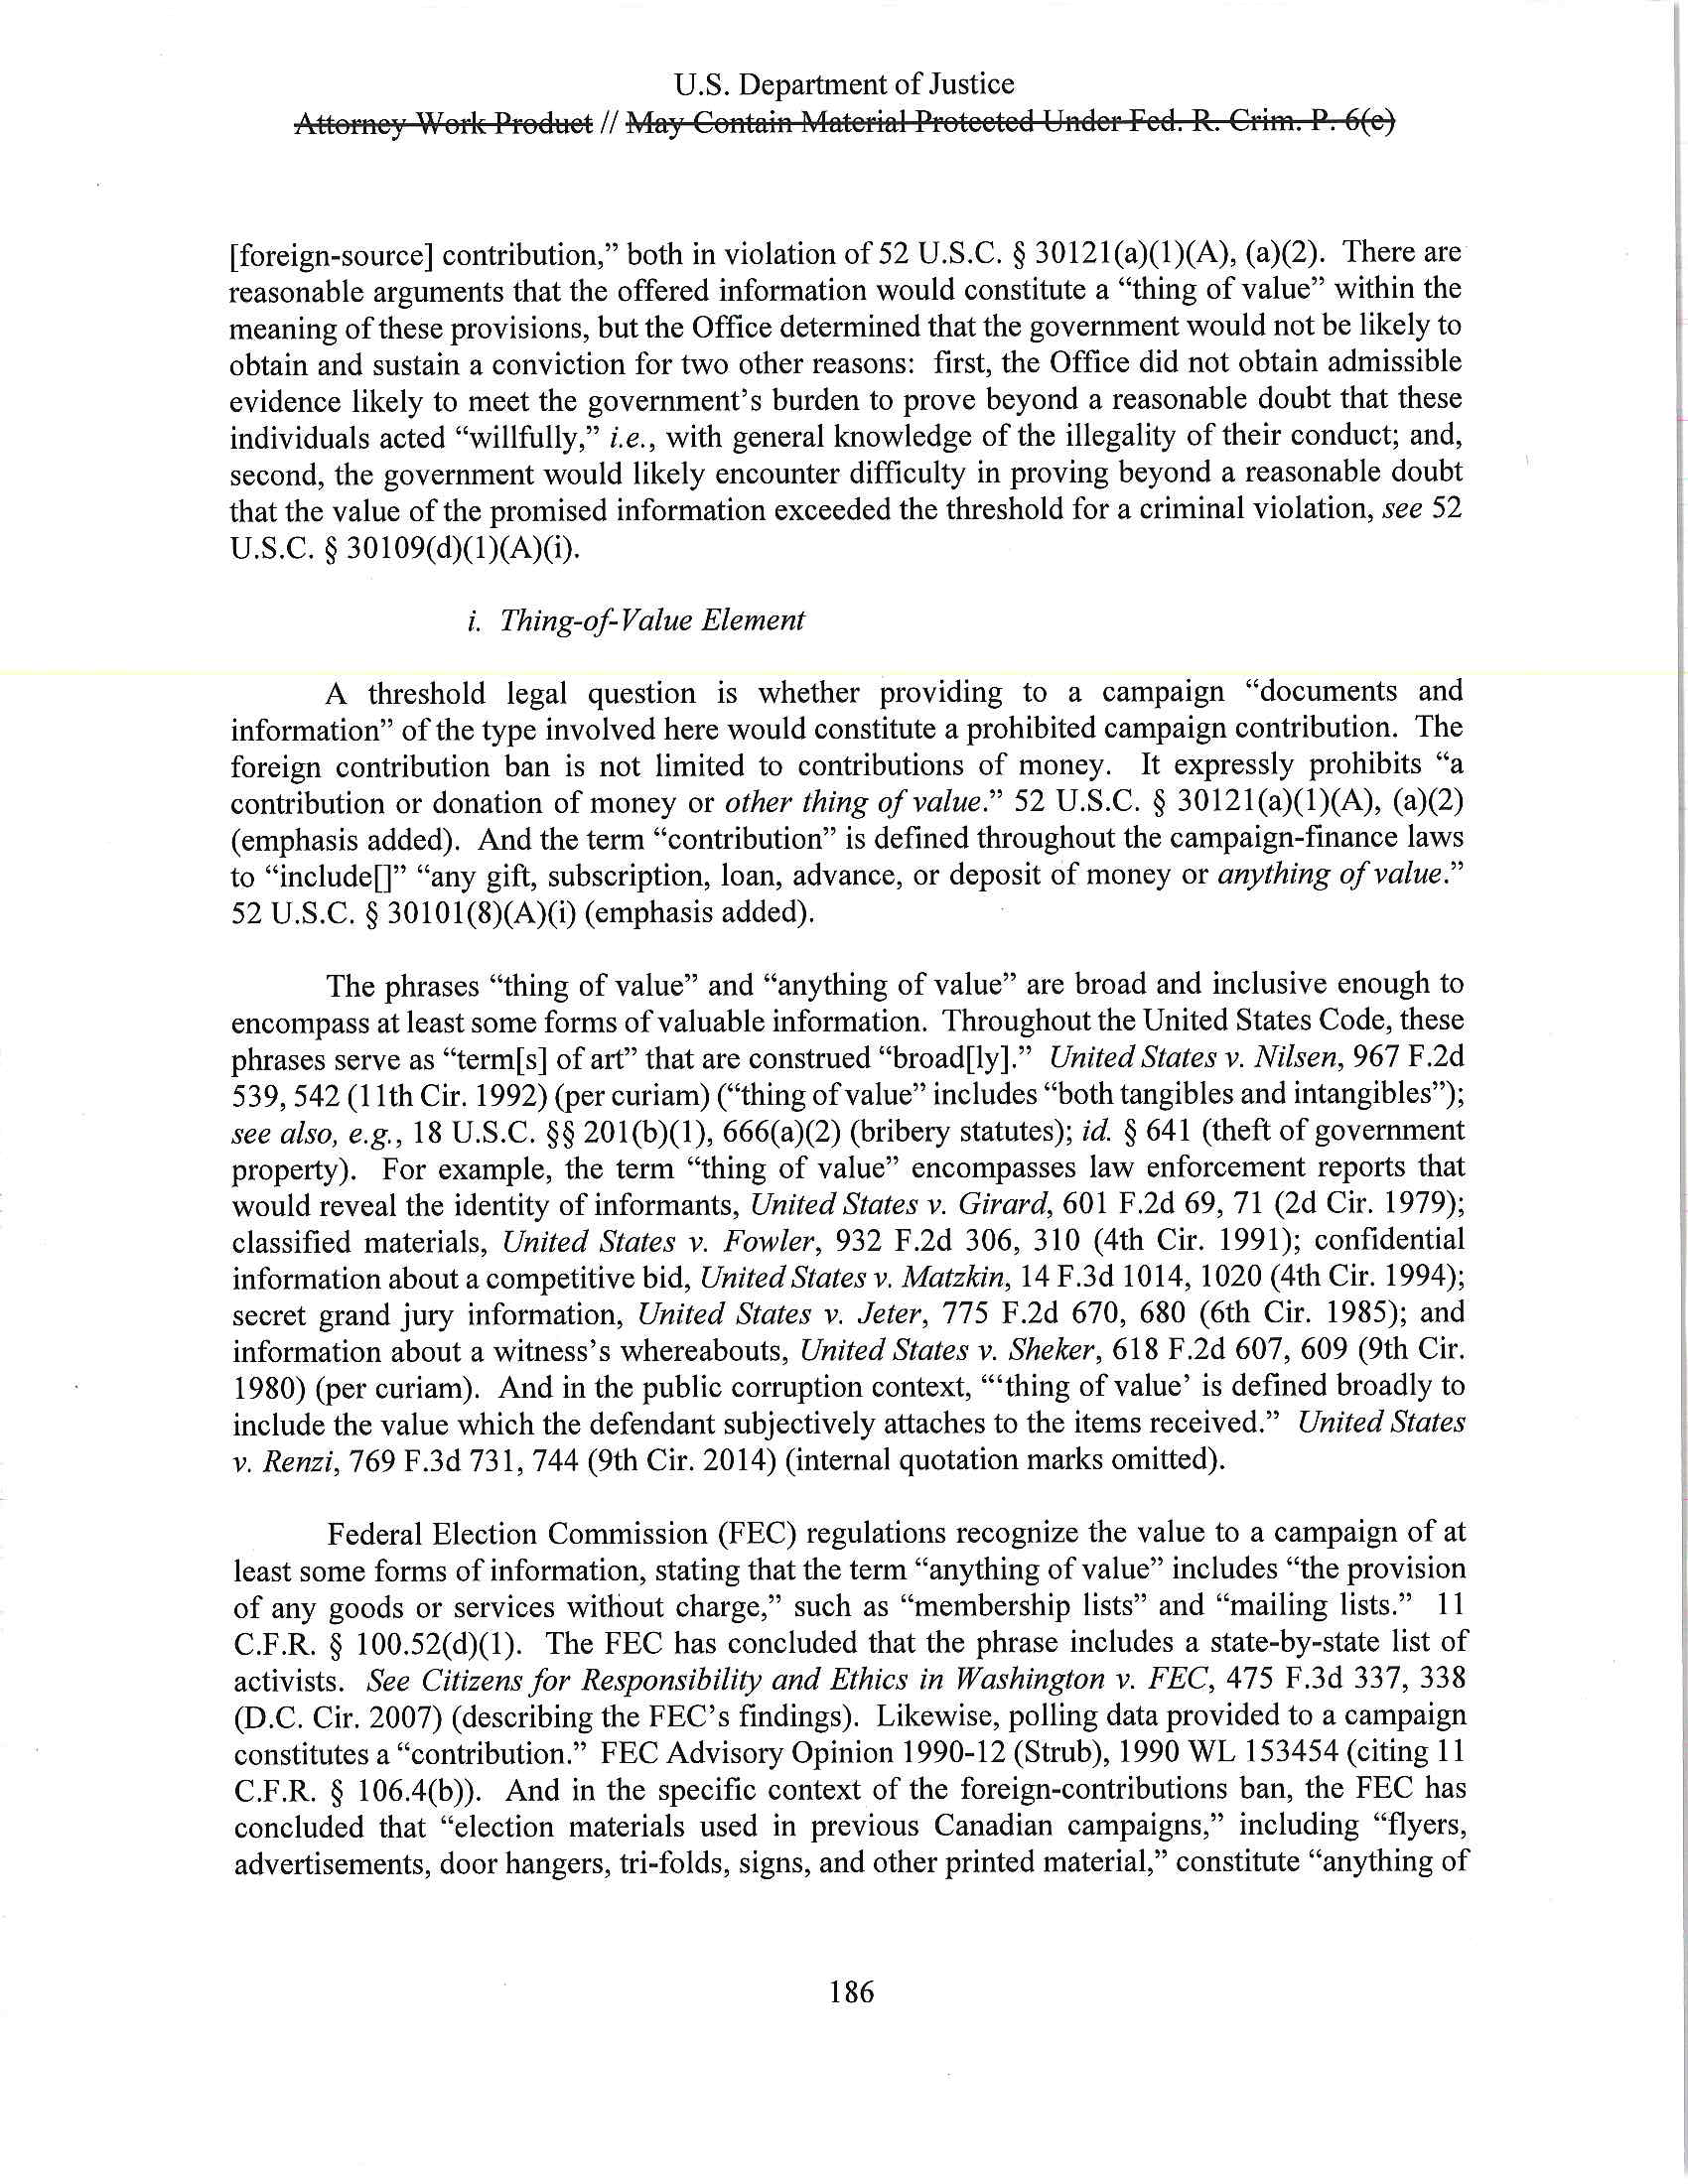 U.S. Department of Justice
Attorney Work Product // May Contain Material Protected Under Fed. R. Crim. P. 6(e)
[foreign-source] contribution,” both in violation of 52 U.S.C. § 30121(a)(1)(A), (a)(2). There are
reasonable arguments that the offered information would constitute a “thing of value” within the
meaning of these provisions, but the Office determined that the government would not be likely to
obtain and sustain a conviction for two other reasons: first, the Office did not obtain admissible
evidence likely to meet the government’s burden to prove beyond a reasonable doubt that these
individuals acted “willfully,” i.e., with general knowledge of the illegality of their conduct; and,
second, the government would likely encounter difficulty in proving beyond a reasonable doubt
that the value of the promised information exceeded the threshold for a criminal violation, see 52
U.S.C. § 30109(d)(1)(A)(i).
i. Thing-of-Value Element
A threshold legal question is whether providing to a campaign “documents and
information” of the type involved here would constitute a prohibited campaign contribution. The
foreign contribution ban is not limited to contributions of money. It expressly prohibits “a
contribution or donation of money or other thing of value.” 52 U.S.C. § 30121(a)(1)(A), (a)(2)
(emphasis added). And the term “contribution” is defined throughout the campaign-finance laws
to “include[]” “any gift, subscription, loan, advance, or deposit of money or anything of value.”
52 U.S.C. § 30101(8)(A)(i) (emphasis added).
The phrases “thing of value” and “anything of value” are broad and inclusive enough to
encompass at least some forms of valuable information. Throughout the United States Code, these
phrases serve as “term[s] of art” that are construed “broad[ly].” United States v. Nilsen, 967 F.2d
539, 542 (11th Cir. 1992) (per curiam) (“thing of value” includes “both tangibles and intangibles”);
see also, e.g., 18 U.S.C. §§ 201(b)(1), 666(a)(2) (bribery statutes); id. § 641 (theft of government
property). For example, the term “thing of value” encompasses law enforcement reports that
would reveal the identity of informants, United States v. Girard, 601 F.2d 69, 71 (2d Cir. 1979);
classified materials, United States v. Fowler, 932 F.2d 306, 310 (4th Cir. 1991); confidential
information about a competitive bid, United States v. Matzkin, 14 F.3d 1014, 1020 (4th Cir. 1994);
secret grand jury information, United States v. Jeter, 775 F.2d 670, 680 (6th Cir. 1985); and
information about a witness’s whereabouts, United States v. Sheker, 618 F.2d 607, 609 (9th Cir.
1980) (per curiam). And in the public corruption context, “‘thing of value’ is defined broadly to
include the value which the defendant subjectively attaches to the items received.” United States
v. Renzi, 769 F.3d 731, 744 (9th Cir. 2014) (internal quotation marks omitted).
Federal Election Commission (FEC) regulations recognize the value to a campaign of at
least some forms of information, stating that the term “anything of value” includes “the provision
of any goods or services without charge,” such as “membership lists” and “mailing lists.” 11
C.F.R. § 100.52(d)(1). The FEC has concluded that the phrase includes a state-by-state list of
activists. See Citizens for Responsibility and Ethics in Washington v. FEC, 475 F.3d 337, 338
(D.C. Cir. 2007) (describing the FEC’s findings). Likewise, polling data provided to a campaign
constitutes a “contribution.” FEC Advisory Opinion 1990-12 (Strub), 1990 WL 153454 (citing 11
C.F.R. § 106.4(b)). And in the specific context of the foreign-contributions ban, the FEC has
concluded that “election materials used in previous Canadian campaigns,” including “flyers,
advertisements, door hangers, tri-folds, signs, and other printed material,” constitute “anything of
186